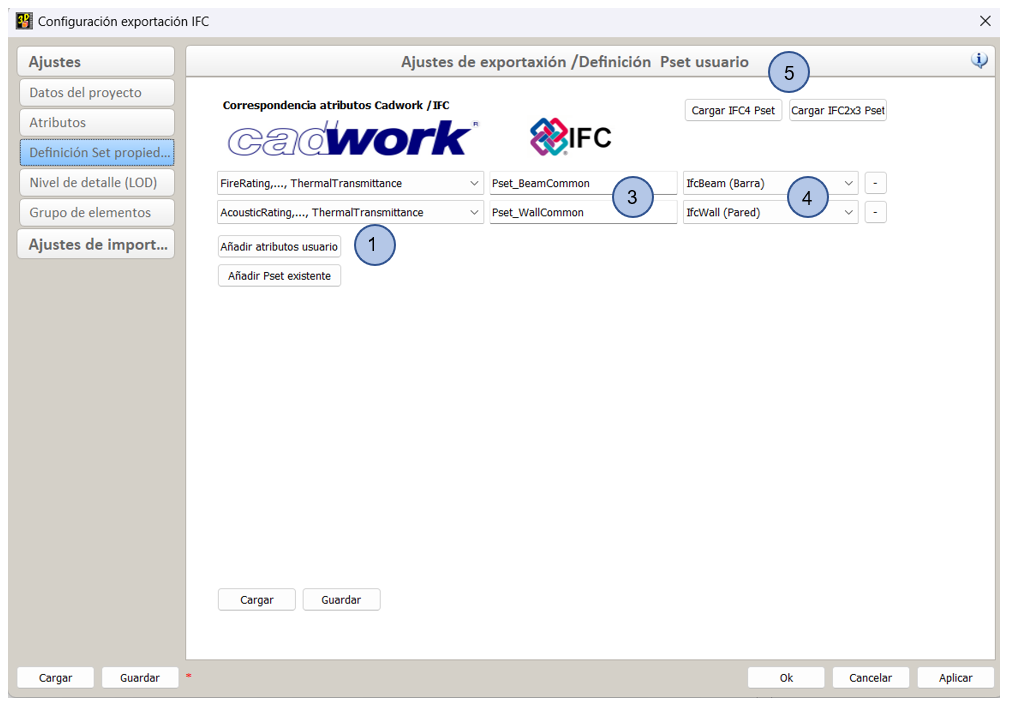 Configuración exportación IFC
Ajustes
Datos del proyecto
Atributos
Definición Set propied...
Nivel de detalle (LOD)
Grupo de elementos
Ajustes de import...
Ajustes de exportaxión /Definición Pset usuario
5
Correspondencia atributos Cadwork /IFC
Cargar IFC4 Pset
Cargar IFC2x3 Pset
cadwork®
IFC
FireRating,..., ThermalTransmittance
Pset_BeamCommon
IfcBeam (Barra)
-
3
4
AcousticRating,..., ThermalTransmittance
Pset_WallCommon
IfcWall (Pared)
-
Añadir atributos usuario
1
Añadir Pset existente
Cargar
Guardar
Cargar
Guardar
*
Ok
Cancelar
Aplicar